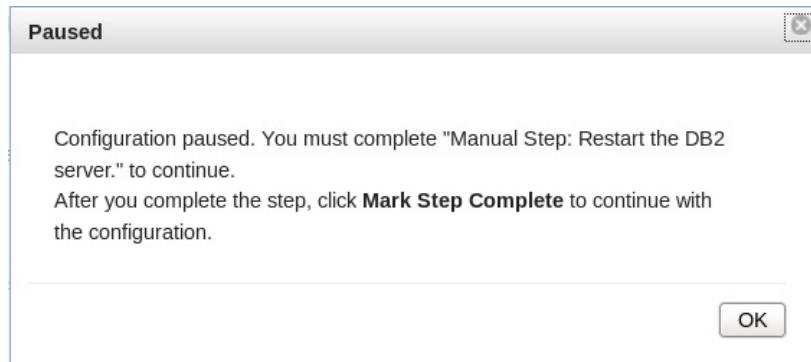 Paused
Configuration paused. You must complete "Manual Step: Restart the DB2
server." to continue.
After you complete the step, click Mark Step Complete to continue with
the configuration.
OK